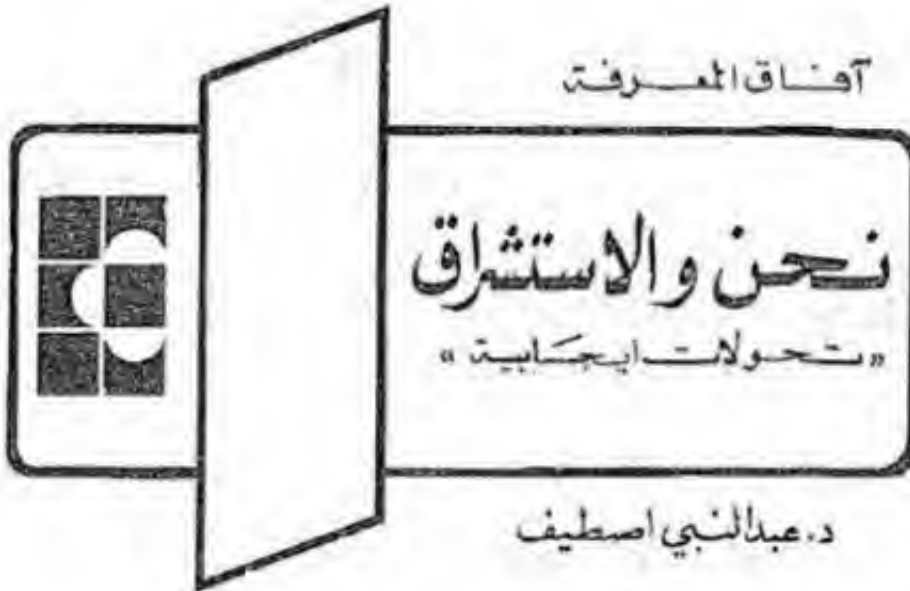 آفاق المعرفة
نحن والاستشراق
«تحولات ايجابية»
د. عبدالنبي اصطيف